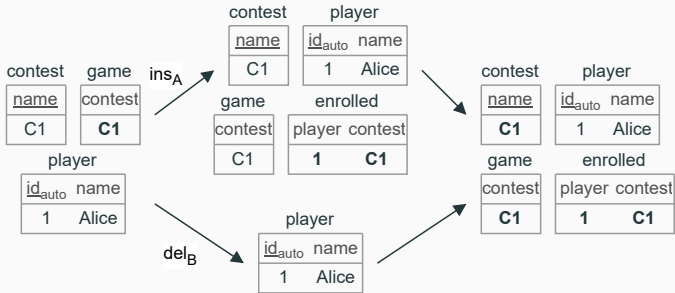 contest game
name contest
C1 C1
player
id_auto name
1 Alice
ins_A
del_B
contest player
name id_auto name
C1 1 Alice
game enrolled
contest player contest
C1 1 C1
player
id_auto name
1 Alice
contest player
name id_auto name
C1 1 Alice
game enrolled
contest player contest
C1 1 C1